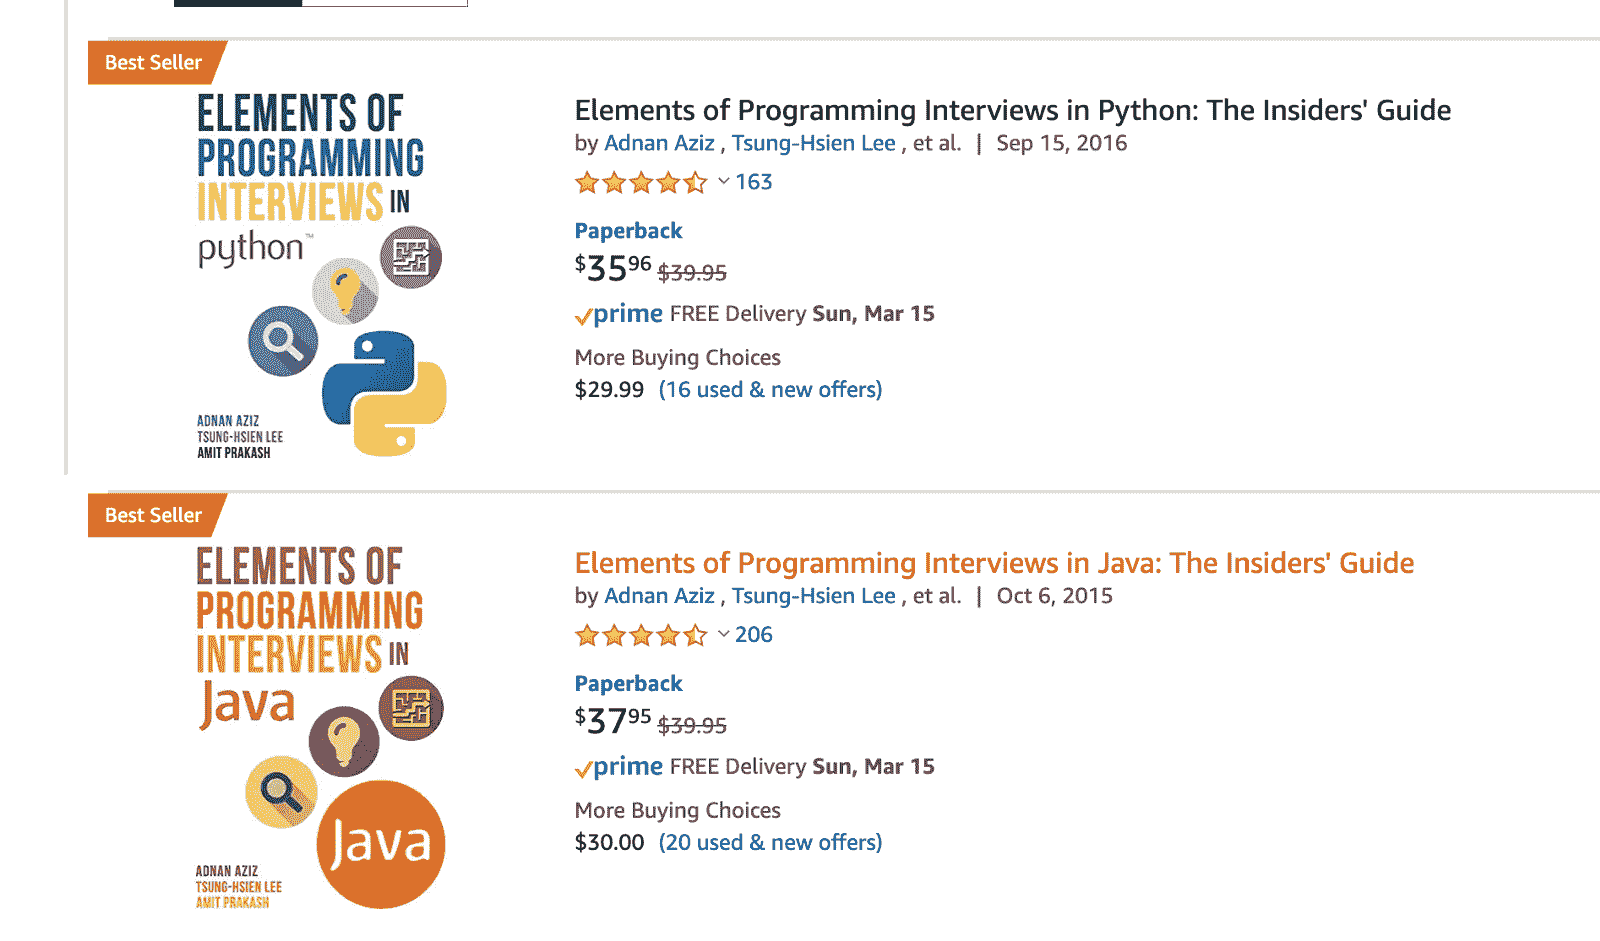 Best Seller
ELEMENTS OF
PROGRAMMING
INTERVIEWS IN
python™
ADNAN AZIZ
TSUNG-HSIEN LEE
AMIT PRAKASH
Elements of Programming Interviews in Python: The Insiders' Guide
by Adnan Aziz , Tsung-Hsien Lee , et al. | Sep 15, 2016
163
Paperback
$3596 $39.95
prime FREE Delivery Sun, Mar 15
More Buying Choices
$29.99 (16 used & new offers)
Best Seller
ELEMENTS OF
PROGRAMMING
INTERVIEWS IN
Java
Java
ADNAN AZIZ
TSUNG-HSIEN LEE
AMIT PRAKASH
Elements of Programming Interviews in Java: The Insiders' Guide
by Adnan Aziz , Tsung-Hsien Lee , et al. | Oct 6, 2015
206
Paperback
$3795 $39.95
prime FREE Delivery Sun, Mar 15
More Buying Choices
$30.00 (20 used & new offers)